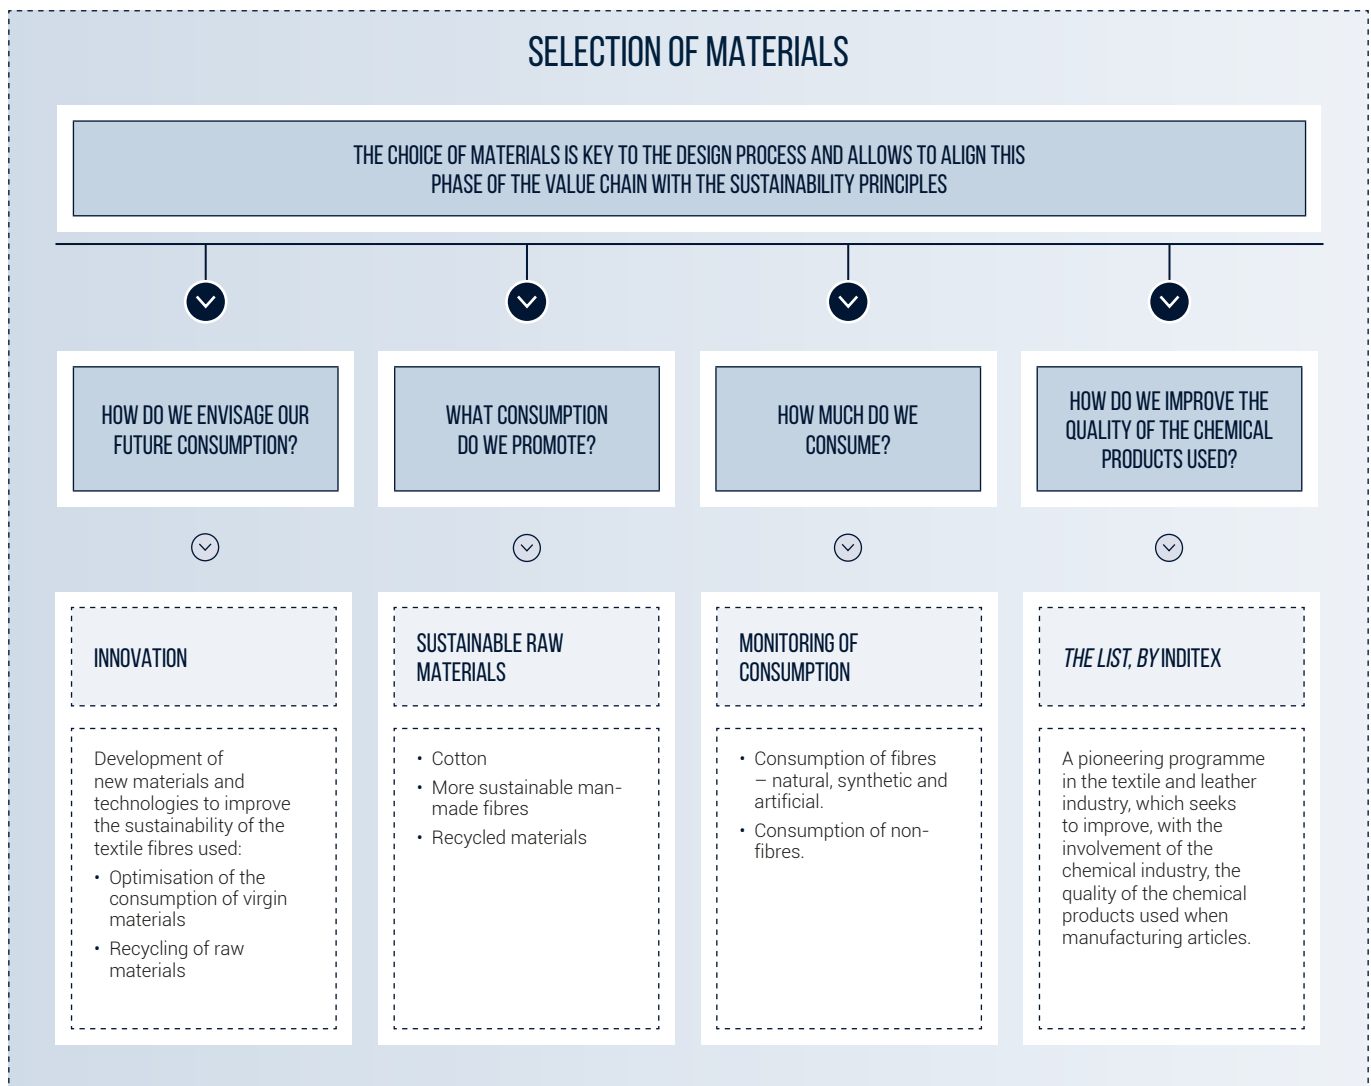 SELECTION OF MATERIALS
THE CHOICE OF MATERIALS IS KEY TO THE DESIGN PROCESS AND ALLOWS TO ALIGN THIS
PHASE OF THE VALUE CHAIN WITH THE SUSTAINABILITY PRINCIPLES
HOW DO WE ENVISAGE OUR
FUTURE CONSUMPTION?
WHAT CONSUMPTION
DO WE PROMOTE?
HOW MUCH DO WE
CONSUME?
HOW DO WE IMPROVE THE
QUALITY OF THE CHEMICAL
PRODUCTS USED?
INNOVATION
Development of
new materials and
technologies to improve
the sustainability of the
textile fibres used:
• Optimisation of the
consumption of virgin
materials
• Recycling of raw
materials
SUSTAINABLE RAW
MATERIALS
• Cotton
• More sustainable man-
made fibres
• Recycled materials
MONITORING OF
CONSUMPTION
• Consumption of fibres
– natural, synthetic and
artificial.
• Consumption of non-
fibres.
THE LIST, BY INDITEX
A pioneering programme
in the textile and leather
industry, which seeks
to improve, with the
involvement of the
chemical industry, the
quality of the chemical
products used when
manufacturing articles.